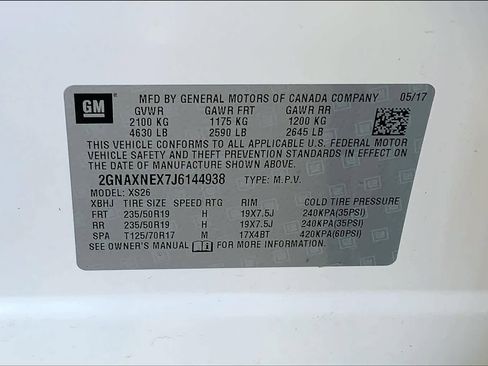 GM
MFD BY GENERAL MOTORS OF CANADA COMPANY 05/17
GVWR GAWR FRT GAWR RR
2100 KG 1175 KG 1200 KG
4630 LB 2590 LB 2645 LB
THIS VEHICLE CONFORMS TO ALL APPLICABLE U.S. FEDERAL MOTOR
VEHICLE SAFETY, BUMPER, AND THEFT PREVENTION STANDARDS
IN EFFECT ON THE DATE OF MANUFACTURE SHOWN ABOVE.
2GNAXNEX7J6144938 TYPE: M.P.V.
MODEL: XS26
XBHJ TIRE SIZE SPEED RTG RIM COLD TIRE PRESSURE
FRT 235/50R19 H 19X7.5J 240KPA(35PSI)
RR 235/50R19 H 19X7.5J 240KPA(35PSI)
SPA T125/70R17 M 17X4BT 420KPA(60PSI)
SEE OWNER'S MANUAL FOR MORE INFORMATION.